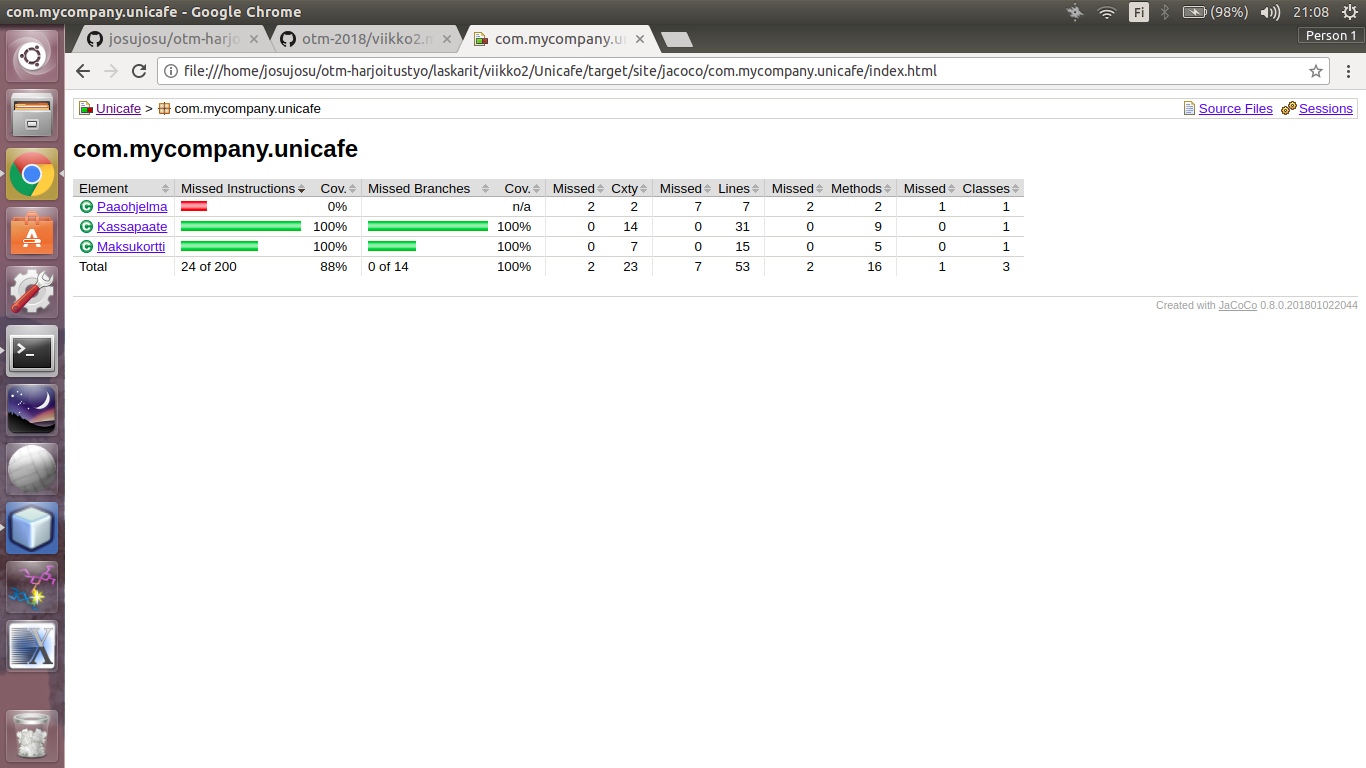 com.mycompany.unicafe - Google Chrome Fi (98%) 21:08
josujosu/otm-harjo otm-2018/viikko2.m com.mycompany.u Person 1
file:///home/josujosu/otm-harjoitustyo/laskarit/viikko2/Unicafe/target/site/jacoco/com.mycompany.unicafe/index.html
Unicafe > com.mycompany.unicafe Source Files Sessions
com.mycompany.unicafe
Element Missed Instructions Cov. Missed Branches Cov. Missed Cxty Missed Lines Missed Methods Missed Classes
Paaohjelma 0% n/a 2 2 7 7 2 2 1 1
Kassapaate 100% 100% 0 14 0 31 0 9 0 1
Maksukortti 100% 100% 0 7 0 15 0 5 0 1
Total 24 of 200 88% 0 of 14 100% 2 23 7 53 2 16 1 3
Created with JaCoCo 0.8.0.201801022044